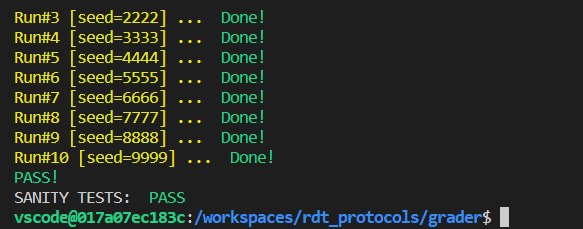 Run#3 [seed=2222] ... Done!
Run#4 [seed=3333] ... Done!
Run#5 [seed=4444] ... Done!
Run#6 [seed=5555] ... Done!
Run#7 [seed=6666] ... Done!
Run#8 [seed=7777] ... Done!
Run#9 [seed=8888] ... Done!
Run#10 [seed=9999] ... Done!
PASS!
SANITY TESTS: PASS
vscode@017a07ec183c:/workspaces/rdt_protocols/grader$